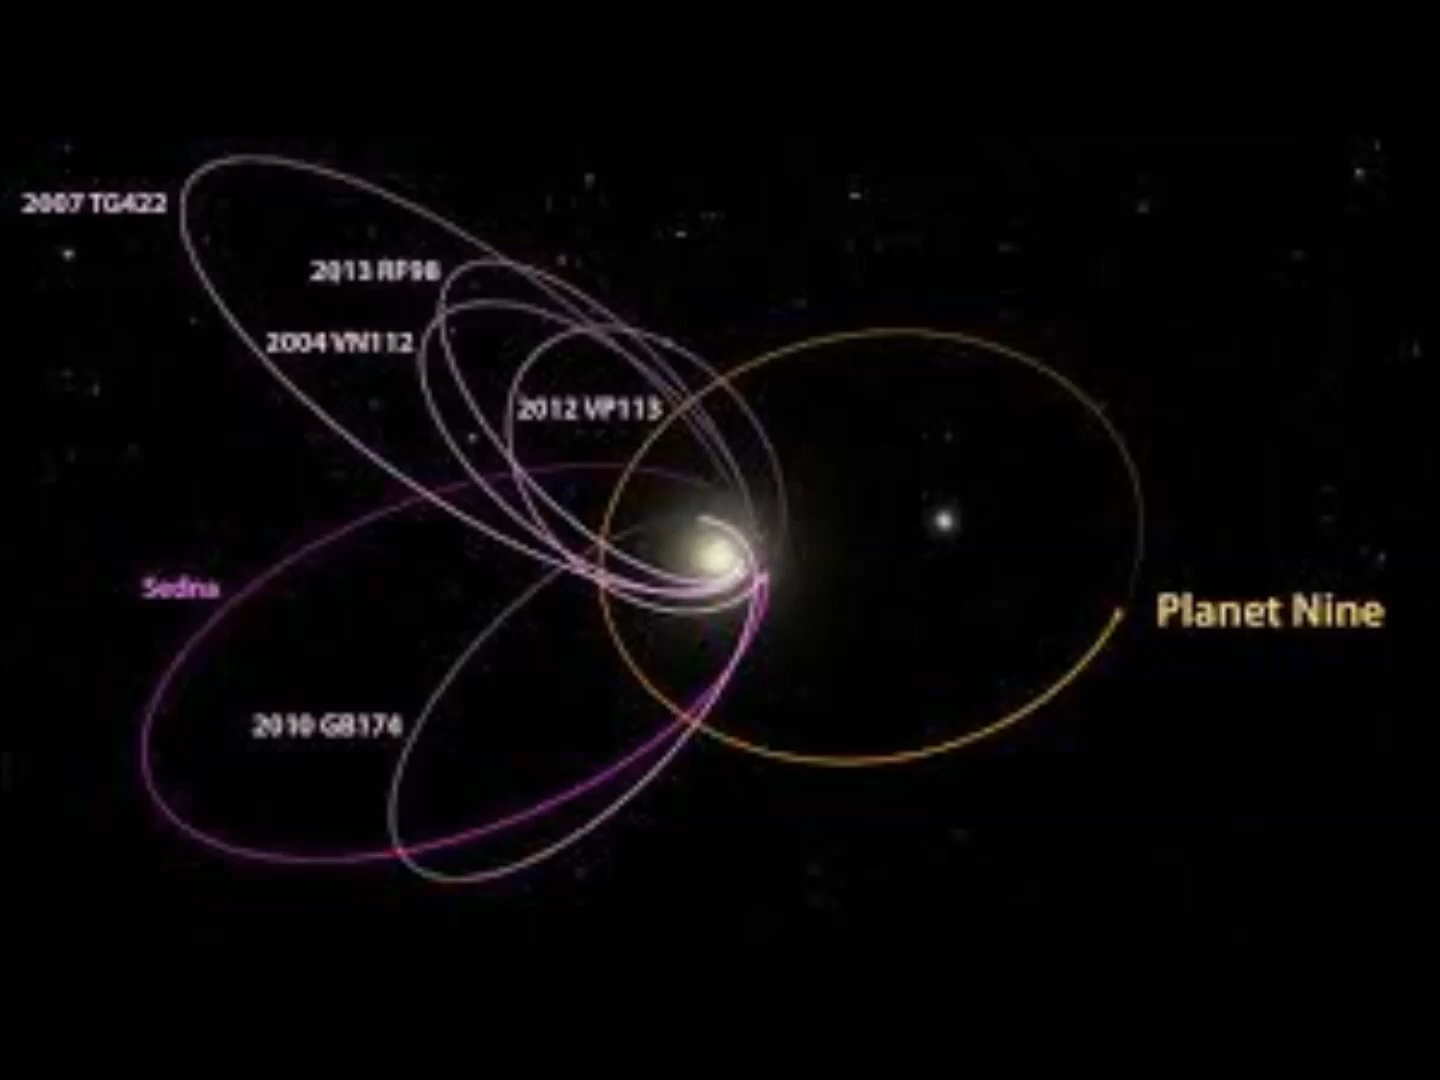 2007 TG422
2013 RF98
2004 VN112
2012 VP113
Sedna
Planet Nine
2010 GB174